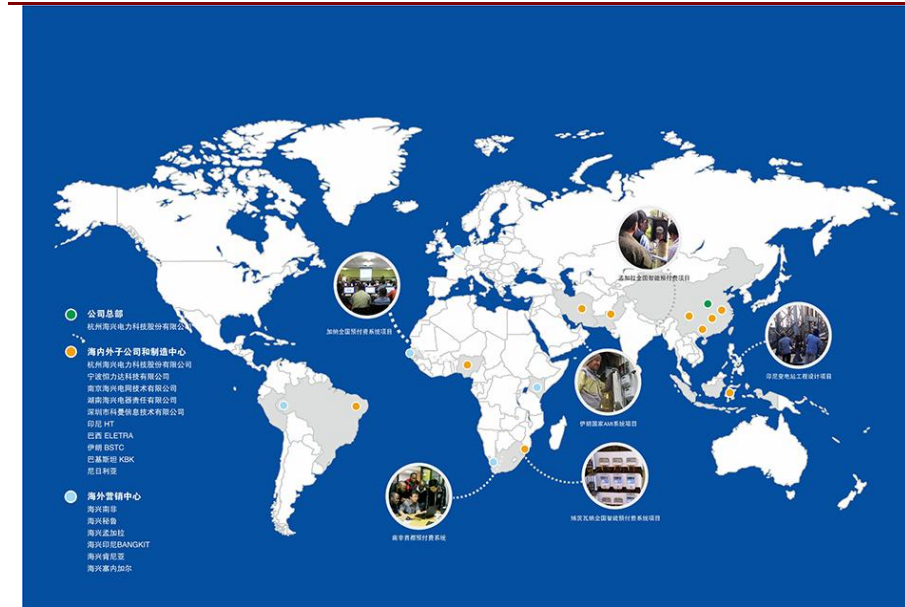 公司总部
杭州海兴电力科技股份有限公司
海内外子公司和制造中心
杭州海兴电力科技股份有限公司
宁波恒力达科技有限公司
南京海兴电网技术有限公司
湖南海兴电器责任有限公司
深圳市科曼信息技术有限公司
印尼 HT
巴西 ELETRA
伊朗 BSTC
巴基斯坦 KBK
尼日利亚
海外营销中心
海兴南非
海兴秘鲁
海兴孟加拉
海兴印尼BANGKIT
海兴肯尼亚
海兴塞内加尔
加纳全国预付费系统项目
孟加拉全国智能预付费项目
印尼变电站工程设计项目
伊朗国家AMI系统项目
埃宾瓦纳全国智能预付费系统项目
南非首都预付费系统